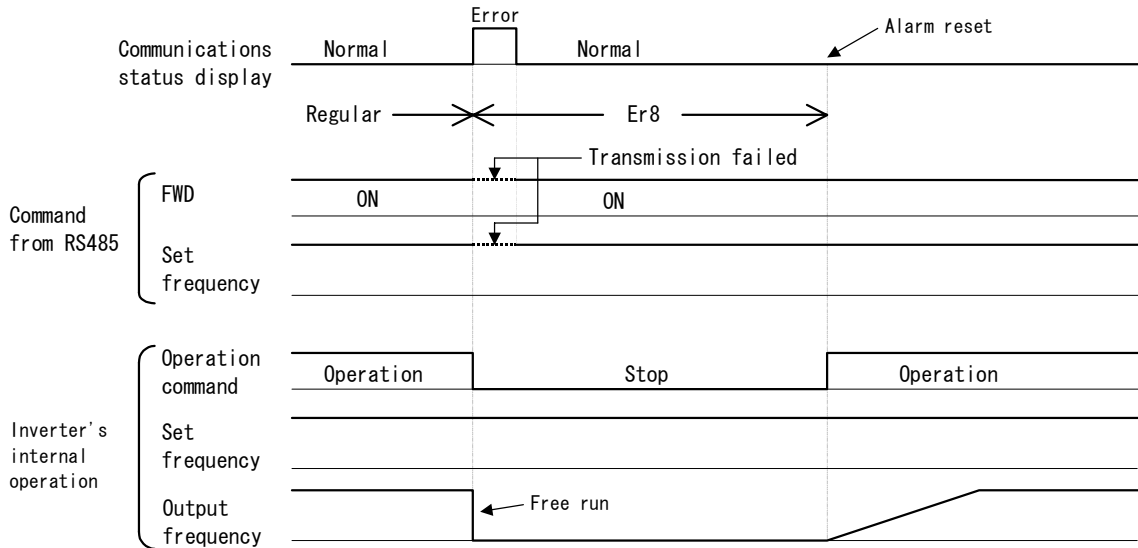 Error
Alarm reset
Communications
status display
Normal
Normal
Regular
Er8
Transmission failed
Command
from RS485
FWD
ON
ON
Set
frequency
Inverter's
internal
operation
Operation
command
Operation
Stop
Operation
Set
frequency
Output
frequency
Free run